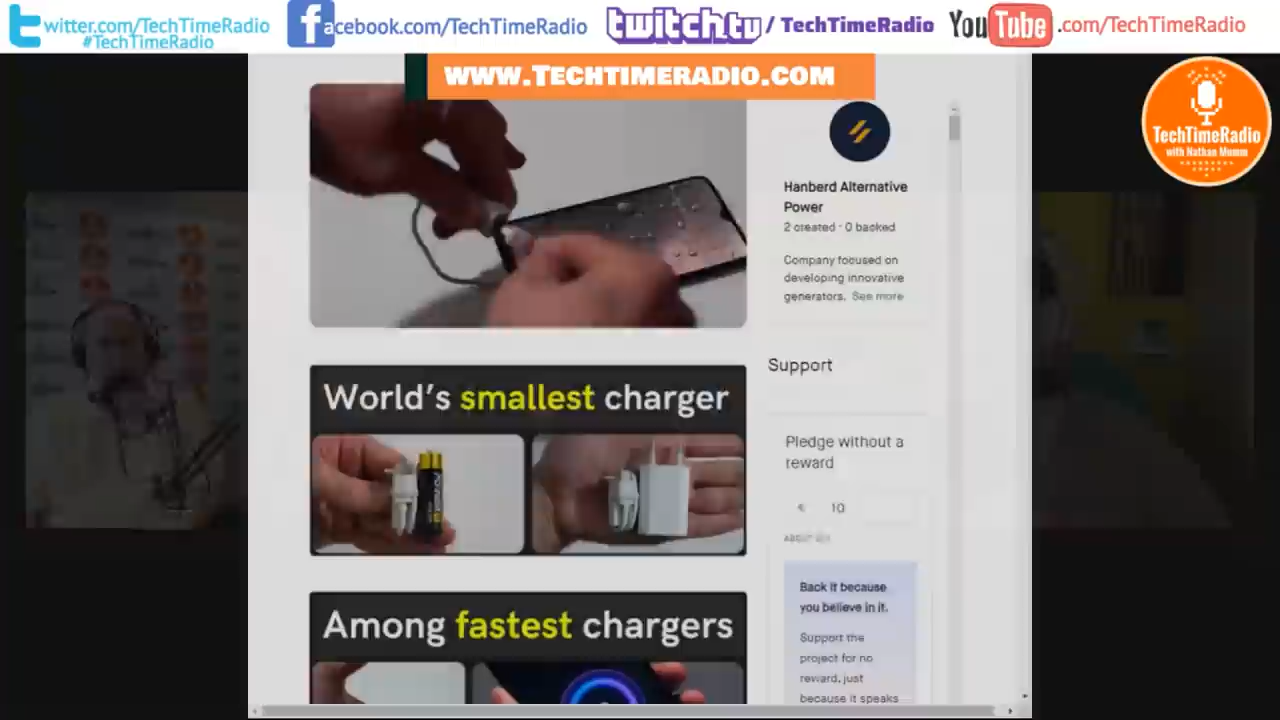 witter.com/TechTimeRadio
#TechTimeRadio
acebook.com/TechTimeRadio
twitchtv / TechTimeRadio
YouTube .com/TechTimeRadio
www.Techtimeradio.com
TechTimeRadio
with Nathan Mumm
Hanberd Alternative
Power
2 created · 0 backed
Company focused on
developing innovative
generators. See more
Support
World's smallest charger
Pledge without a
reward
€ 10
Back it because
you believe in it.
Among fastest chargers
Support the
project for no
reward, just
because it speaks